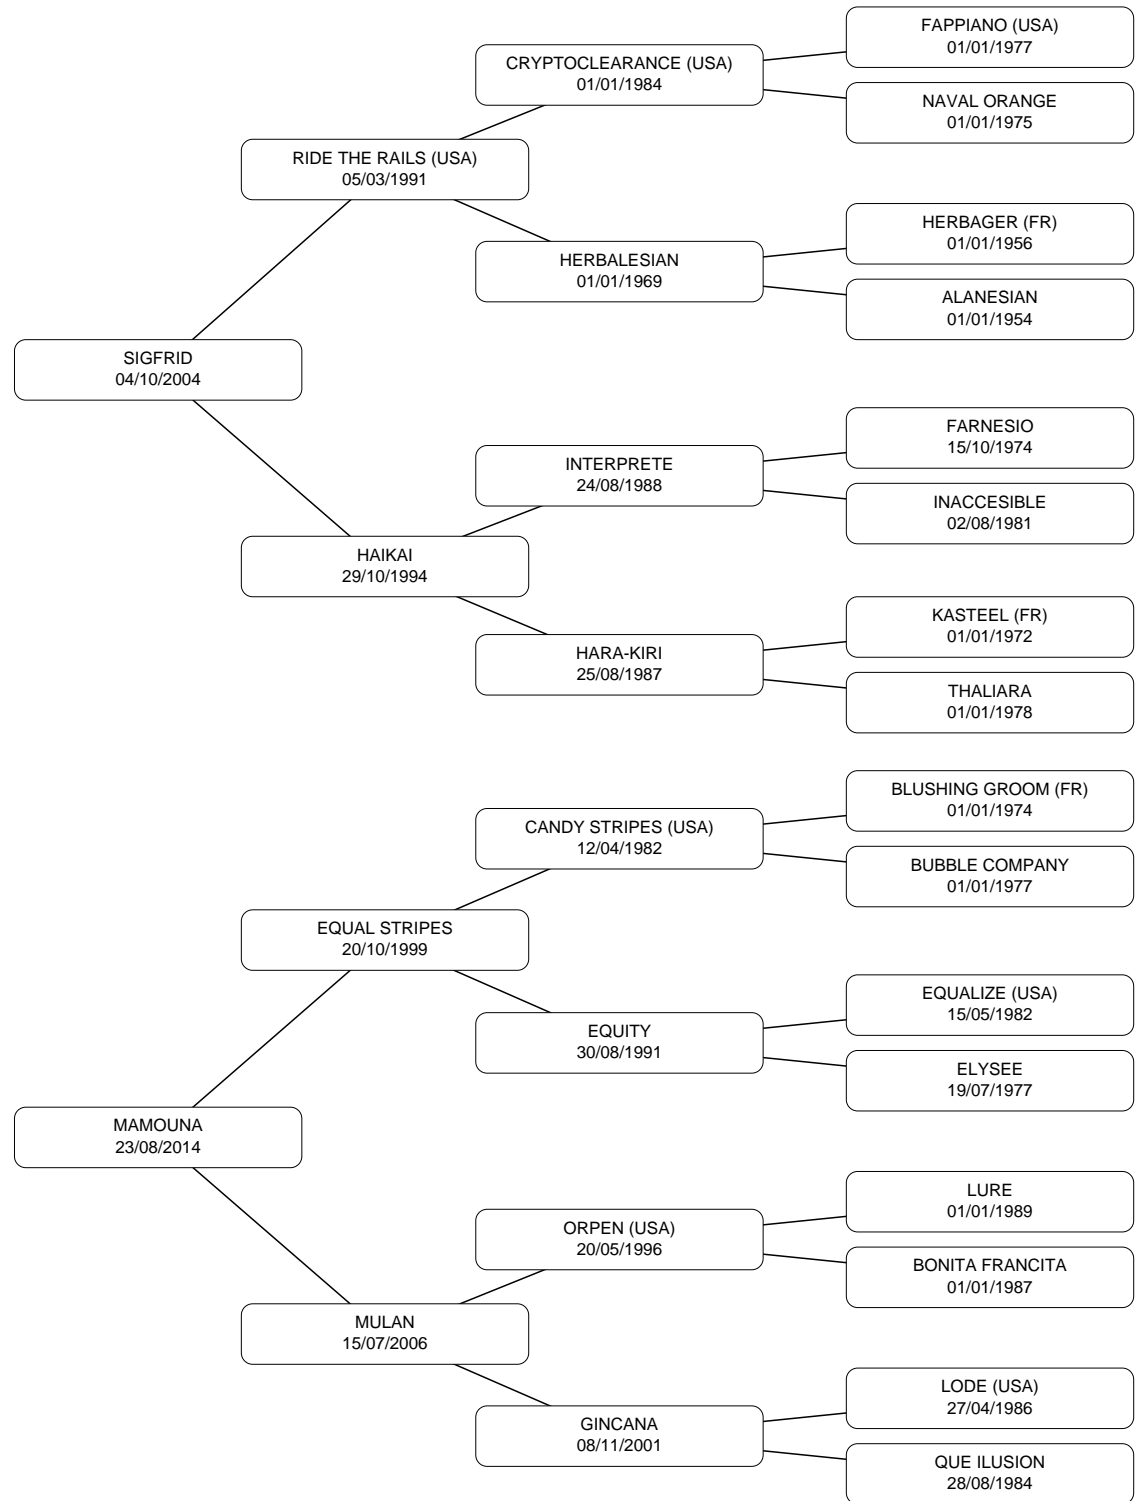 FAPPIANO (USA)
01/01/1977
CRYPTOCLEARANCE (USA)
01/01/1984
NAVAL ORANGE
01/01/1975
RIDE THE RAILS (USA)
05/03/1991
HERBAGER (FR)
01/01/1956
HERBALESIAN
01/01/1969
ALANESIAN
01/01/1954
SIGFRID
04/10/2004
FARNESIO
15/10/1974
INTERPRETE
24/08/1988
INACCESIBLE
02/08/1981
HAIKAI
29/10/1994
KASTEEL (FR)
01/01/1972
HARA-KIRI
25/08/1987
THALIARA
01/01/1978
BLUSHING GROOM (FR)
01/01/1974
CANDY STRIPES (USA)
12/04/1982
BUBBLE COMPANY
01/01/1977
EQUAL STRIPES
20/10/1999
EQUALIZE (USA)
15/05/1982
EQUITY
30/08/1991
ELYSEE
19/07/1977
MAMOUNA
23/08/2014
LURE
01/01/1989
ORPEN (USA)
20/05/1996
BONITA FRANCITA
01/01/1987
MULAN
15/07/2006
LODE (USA)
27/04/1986
GINCANA
08/11/2001
QUE ILUSION
28/08/1984